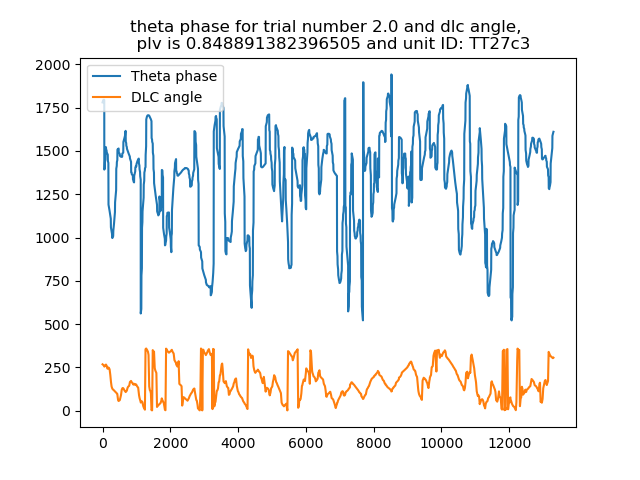 theta phase for trial number 2.0 and dlc angle,
plv is 0.848891382396505 and unit ID: TT27c3
Theta phase
DLC angle
2000
1750
1500
1250
1000
750
500
250
0
0 2000 4000 6000 8000 10000 12000